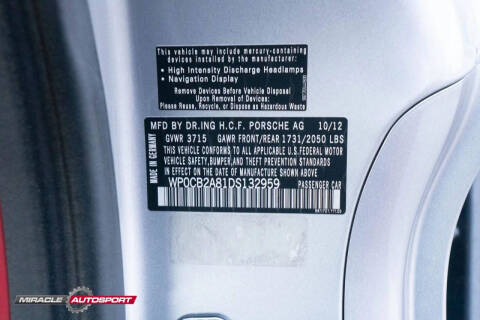 This vehicle may include mercury-containing
devices installed by the manufacturer:
• High Intensity Discharge Headlamps
• Navigation Display
Remove Devices Before Vehicle Disposal
Upon Removal of Devices
Please Reuse, Recycle, or Dispose as Hazardous Waste
MFD BY DR.ING H.C.F. PORSCHE AG 10/12
GVWR 3715 GAWR FRONT/REAR 1731/2050 LBS
THIS VEHICLE CONFORMS TO ALL APPLICABLE
U.S.FEDERAL MOTOR VEHICLE SAFETY,
BUMPER, AND THEFT PREVENTION
STANDARDS IN EFFECT ON THE
DATE OF MANUFACTURE SHOWN ABOVE
WP0CB2A81DS132959 PASSENGER CAR
MIRACLE AUTOSPORT